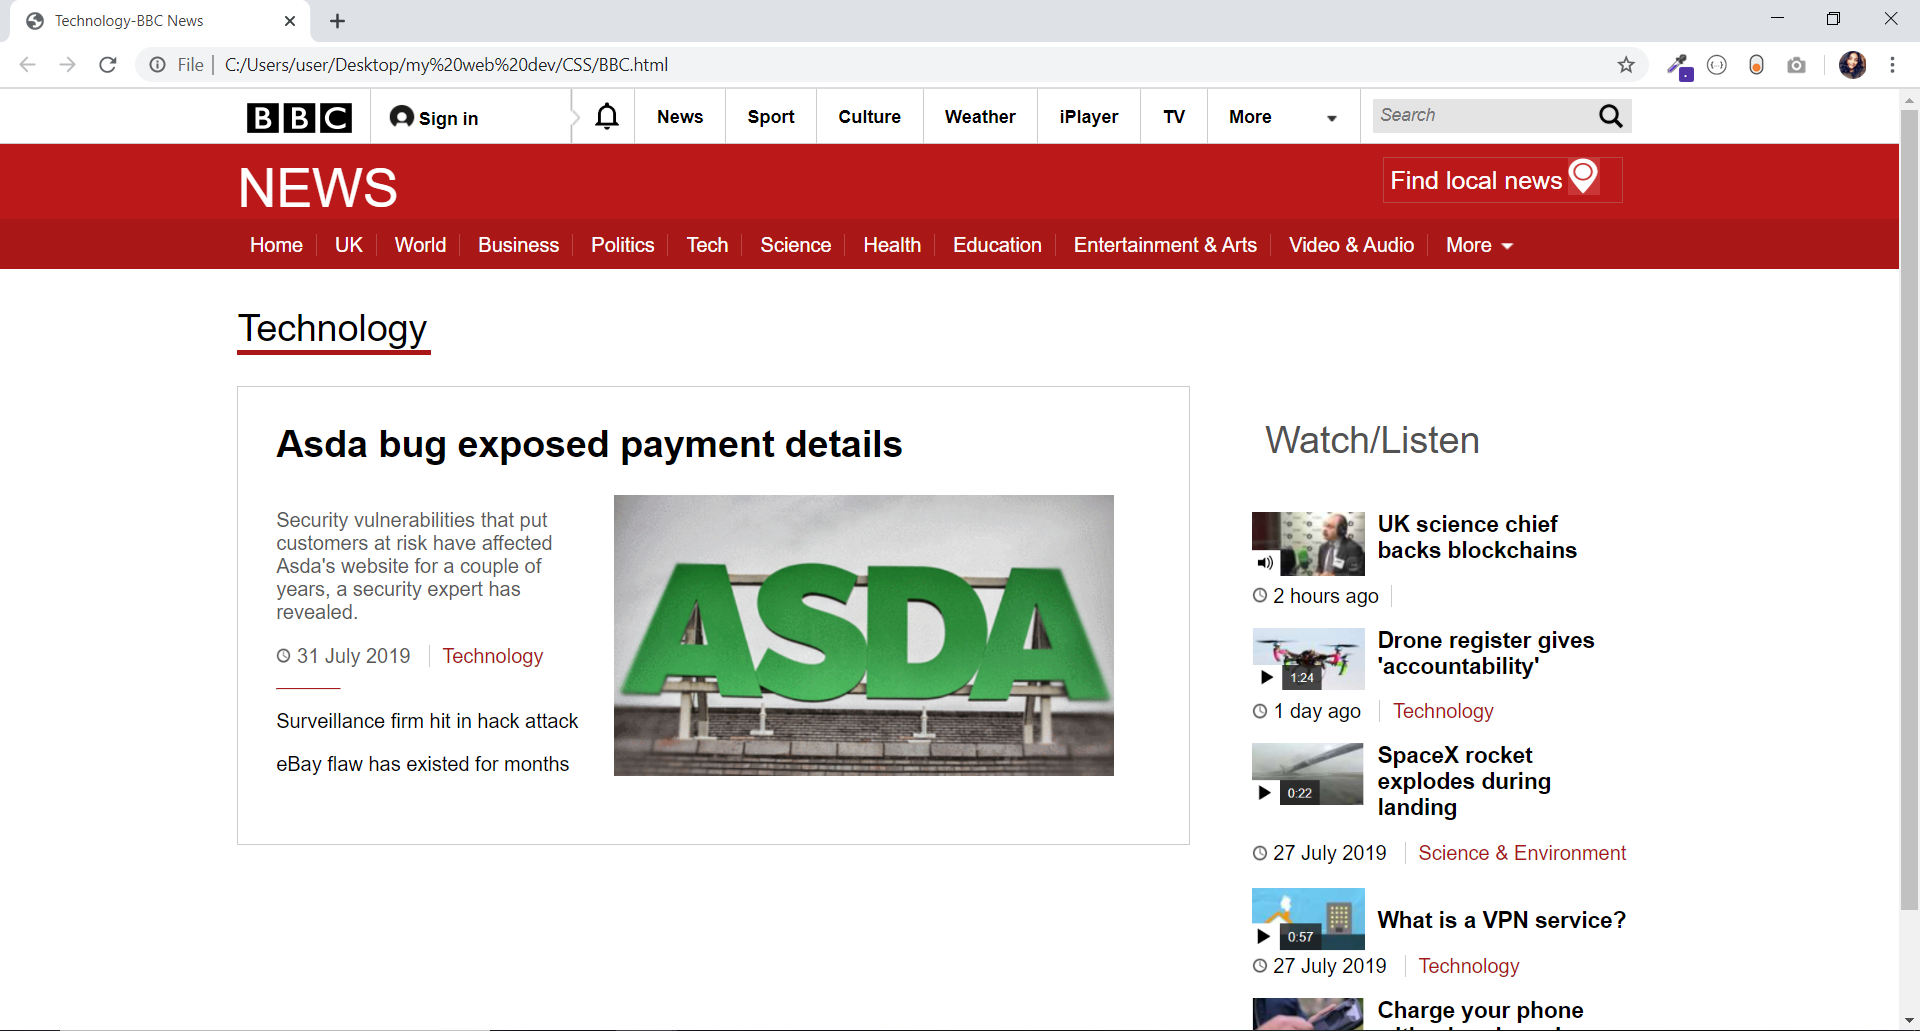 Technology-BBC News
File
C:/Users/user/Desktop/my%20web%20dev/CSS/BBC.html
BBC
Sign in
News
Sport
Culture
Weather
iPlayer
TV
More
Search
NEWS
Find local news
Home
UK
World
Business
Politics
Tech
Science
Health
Education
Entertainment & Arts
Video & Audio
More
Technology
Asda bug exposed payment details
Security vulnerabilities that put
customers at risk have affected
Asda's website for a couple of
years, a security expert has
revealed.
31 July 2019
Technology
Surveillance firm hit in hack attack
eBay flaw has existed for months
ASDA
Watch/Listen
UK science chief
backs blockchains
2 hours ago
Drone register gives
'accountability'
1:24
1 day ago
Technology
SpaceX rocket
explodes during
landing
0:22
27 July 2019
Science & Environment
What is a VPN service?
0:57
27 July 2019
Technology
Charge your phone